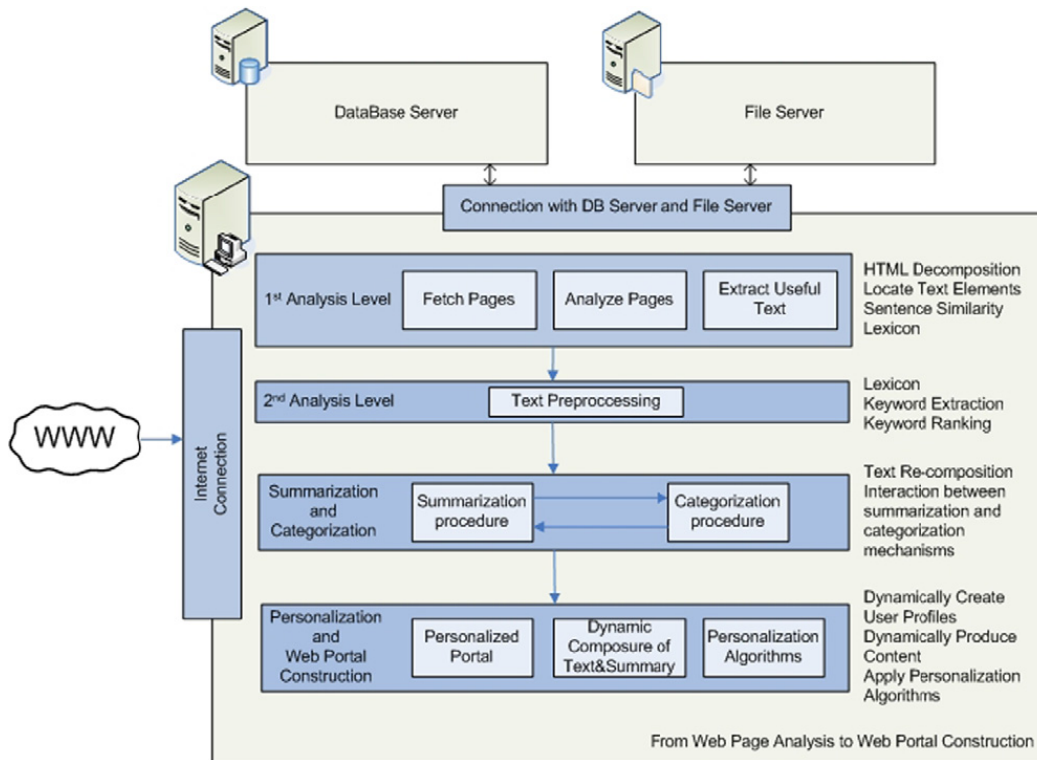 DataBase Server
File Server
Connection with DB Server and File Server
1st Analysis Level
Fetch Pages
Analyze Pages
Extract Useful
Text
HTML Decomposition
Locate Text Elements
Sentence Similarity
Lexicon
2nd Analysis Level
Text Preproccessing
Lexicon
Keyword Extraction
Keyword Ranking
WWW
Internet
Connection
Summarization
and
Categorization
Summarization
procedure
Categorization
procedure
Text Re-composition
Interaction between
summarization and
categorization
mechanisms
Personalization
and
Web Portal
Construction
Personalized
Portal
Dynamic
Composure of
Text&Summary
Personalization
Algorithms
Dynamically Create
User Profiles
Dynamically Produce
Content
Apply Personalization
Algorithms
From Web Page Analysis to Web Portal Construction